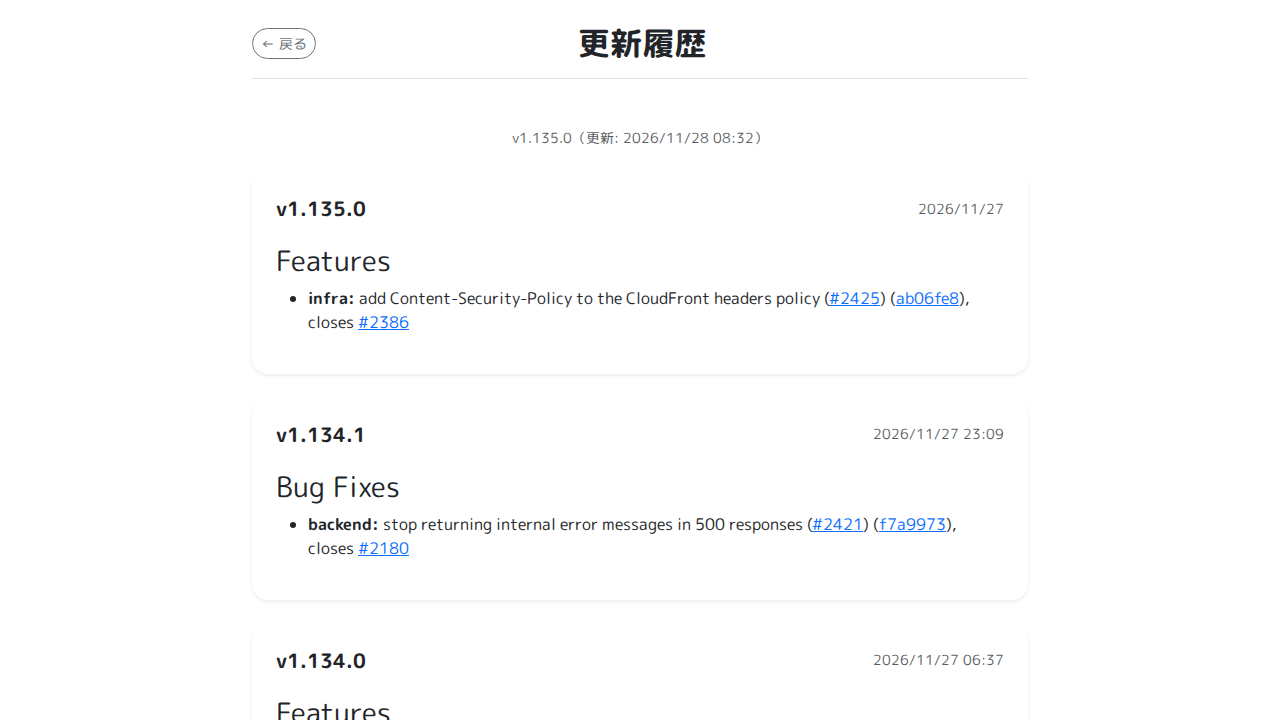 ← 戻る
更新履歴
v1.135.0（更新: 2026/11/28 08:32）
v1.135.0
2026/11/27
Features
infra: add Content-Security-Policy to the CloudFront headers policy (#2425) (ab06fe8),
closes #2386
v1.134.1
2026/11/27 23:09
Bug Fixes
backend: stop returning internal error messages in 500 responses (#2421) (f7a9973),
closes #2180
v1.134.0
2026/11/27 06:37
Features